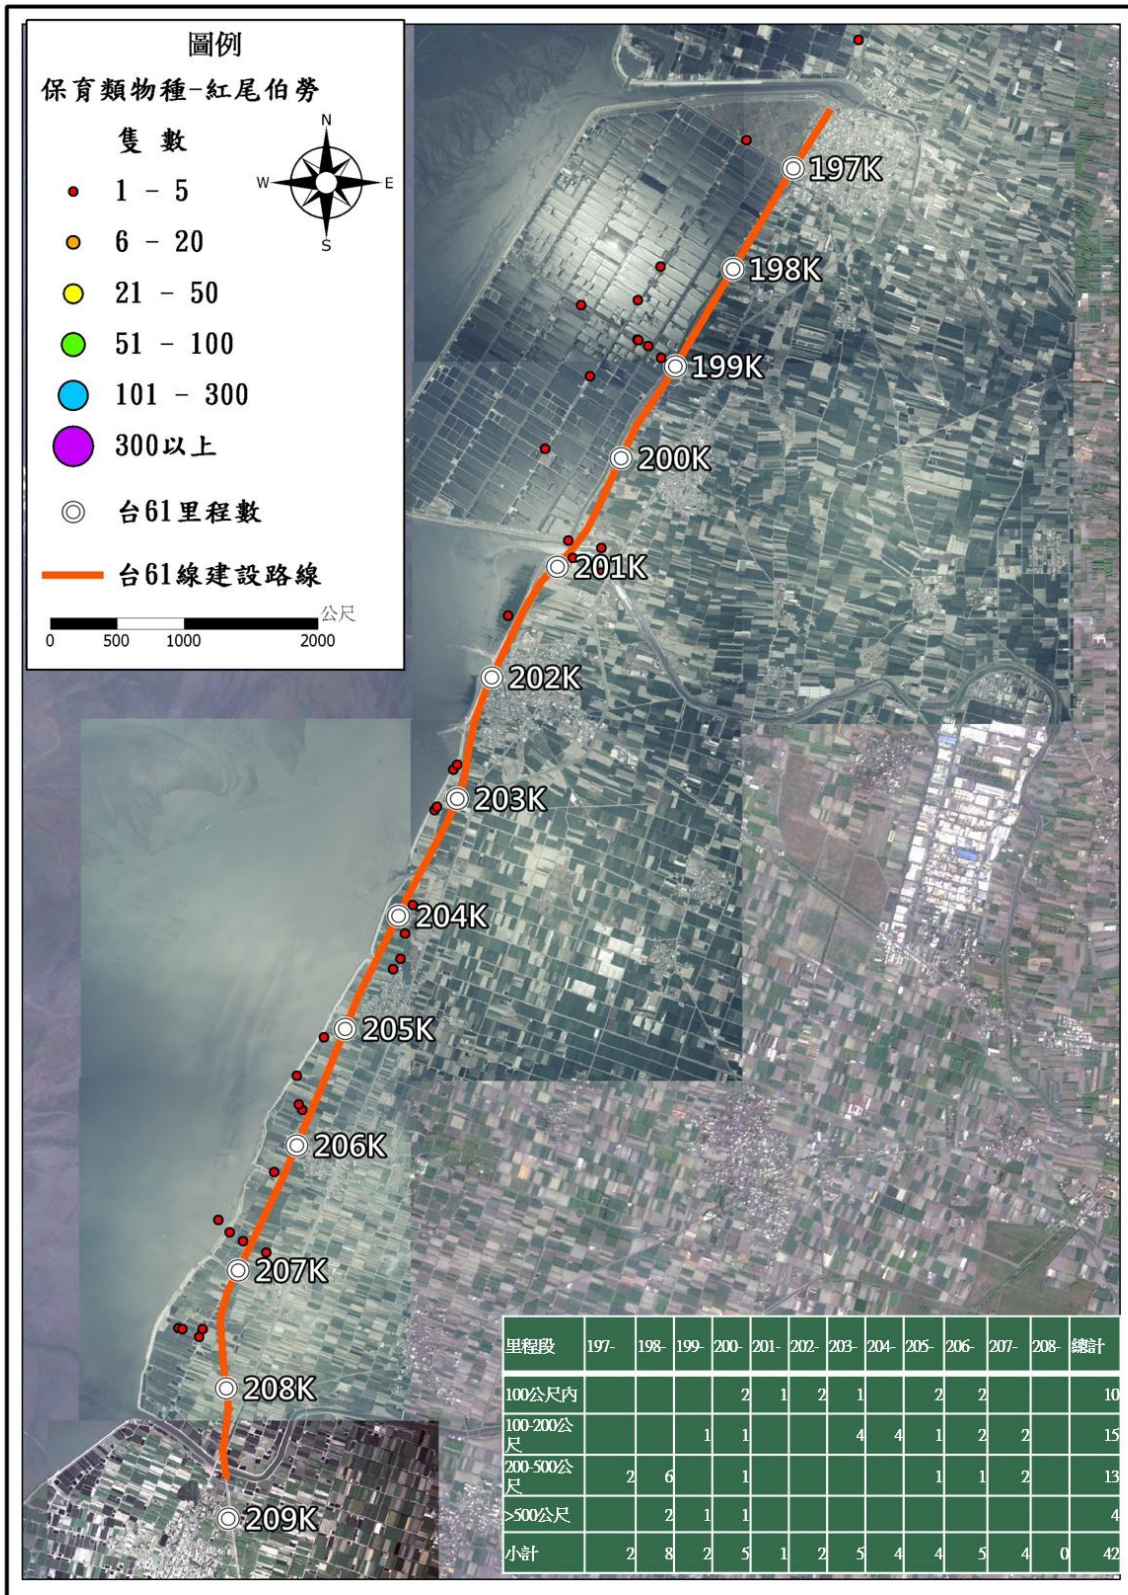 圖例
保育類物種-紅尾伯勞
隻 數
N
W E
S
1 - 5
6 - 20
21 - 50
51 - 100
101 - 300
300以上
台61里程數
台61線建設路線
公尺
0 500 1000 2000
197K
198K
199K
200K
201K
202K
203K
204K
205K
206K
207K
208K
209K
里程段 197- 198- 199- 200- 201- 202- 203- 204- 205- 206- 207- 208- 總計
100公尺內 2 1 2 1 2 2 10
100-200公
尺 1 1 4 4 1 2 2 15
200-500公
尺 2 6 1 1 1 2 13
>500公尺 2 1 1 4
小計 2 8 2 5 1 2 5 4 4 5 4 0 42